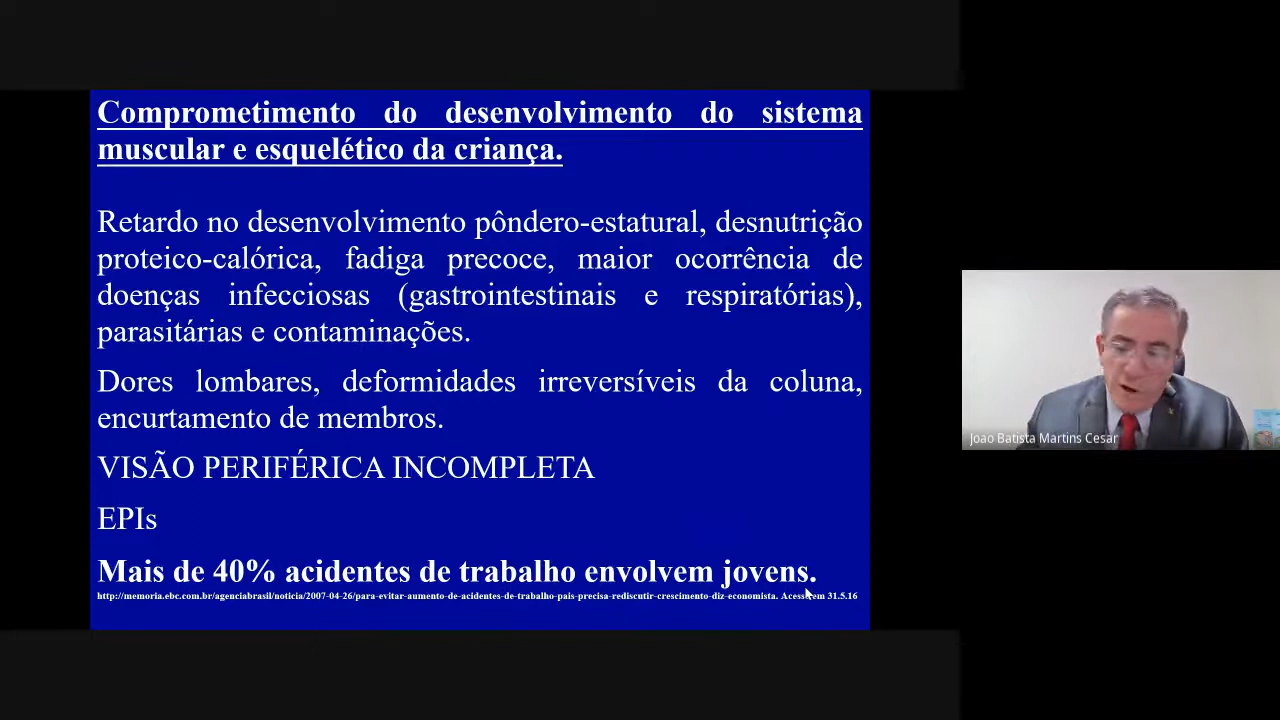 Comprometimento do desenvolvimento do sistema
muscular e esquelético da criança.
Retardo no desenvolvimento pôndero-estatural, desnutrição
proteico-calórica, fadiga precoce, maior ocorrência de
doenças infecciosas (gastrointestinais e respiratórias),
parasitárias e contaminações.
Dores lombares, deformidades irreversíveis da coluna,
encurtamento de membros.
VISÃO PERIFÉRICA INCOMPLETA
EPIs
Mais de 40% acidentes de trabalho envolvem jovens.
http://memoria.ebc.com.br/agenciabrasil/noticia/2007-04-26/para-evitar-aumento-de-acidentes-de-trabalho-pais-precisa-rediscutir-crescimento-diz-economista. Acesso em 31.5.16
Joao Batista Martins Cesar